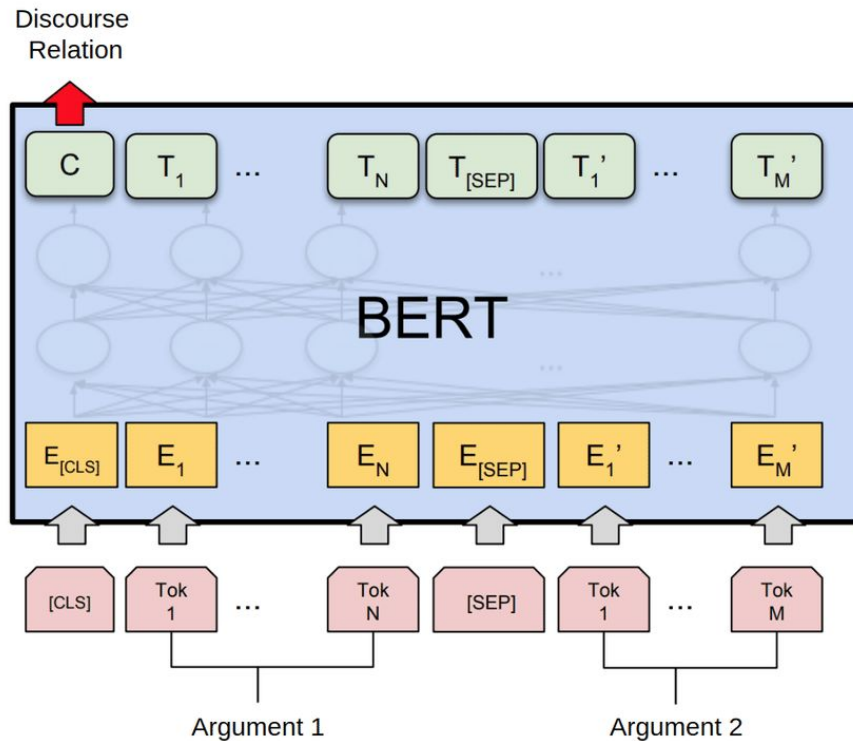 Discourse
Relation
C T1 ... TN T[SEP] T1' ... TM'
...
BERT
...
E[CLS] E1 ... EN E[SEP] E1' ... EM'
[CLS] Tok 1 ... Tok N [SEP] Tok 1 ... Tok M
Argument 1 Argument 2